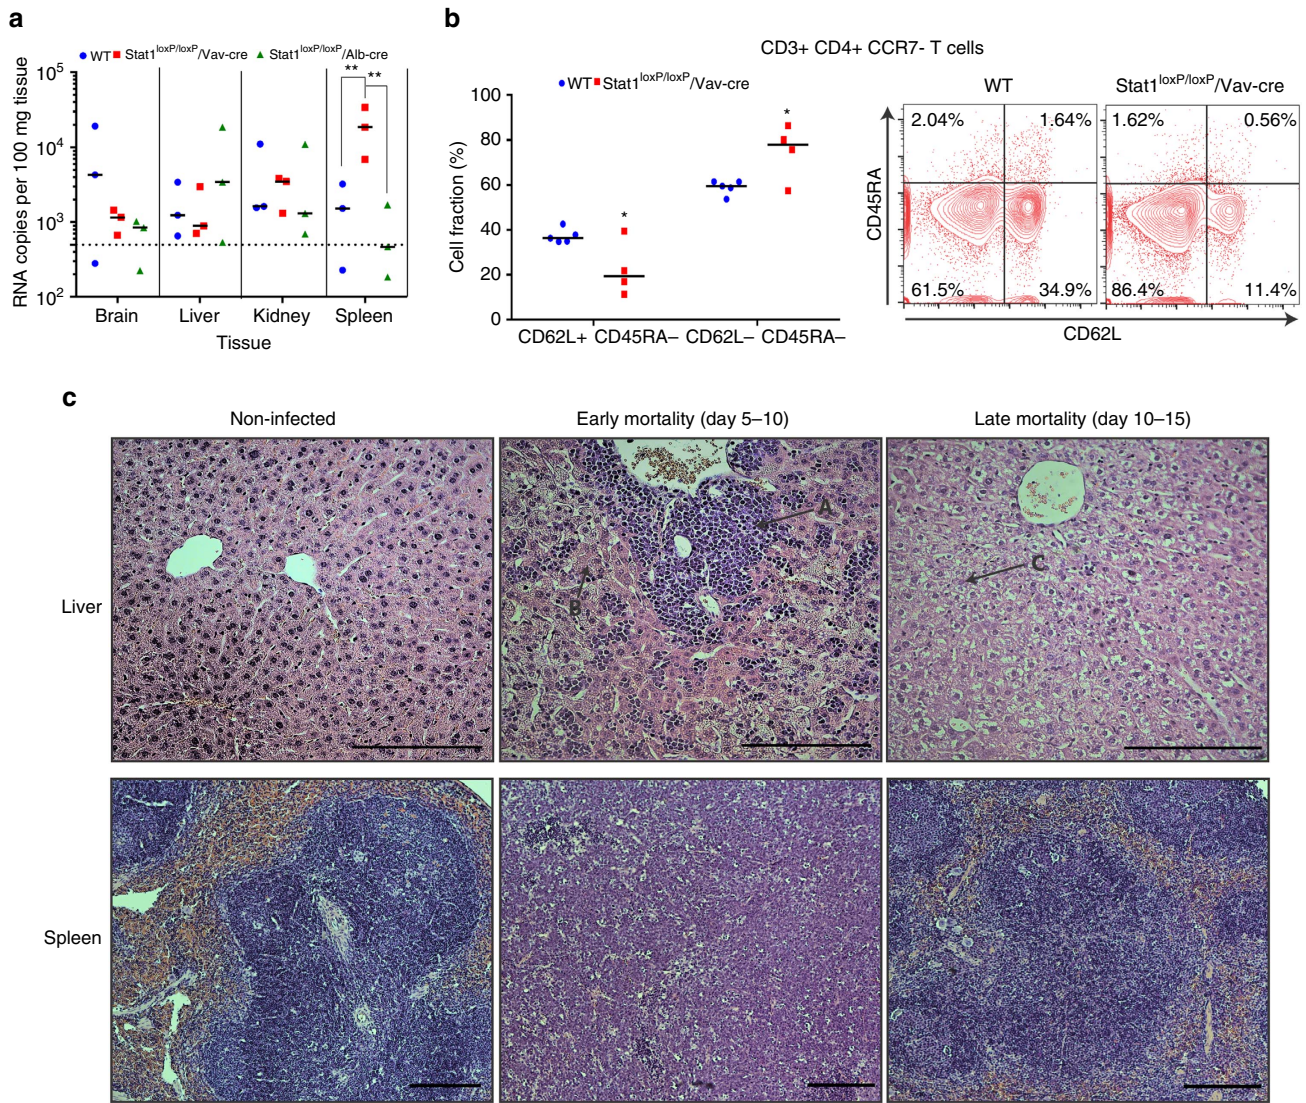 a
WT Stat1loxP/loxP/Vav-cre Stat1loxP/loxP/Alb-cre
RNA copies per 100 mg tissue
10^5
10^4
10^3
10^2
** **
Brain Liver Kidney Spleen
Tissue
b
CD3+ CD4+ CCR7- T cells
WT Stat1loxP/loxP/Vav-cre
Cell fraction (%)
100
80
60
40
20
0
*
*
CD62L+ CD45RA– CD62L– CD45RA–
WT Stat1loxP/loxP/Vav-cre
2.04% 1.64% 1.62% 0.56%
CD45RA
61.5% 34.9% 86.4% 11.4%
CD62L
c
Non-infected Early mortality (day 5–10) Late mortality (day 10–15)
Liver
A
B
C
Spleen